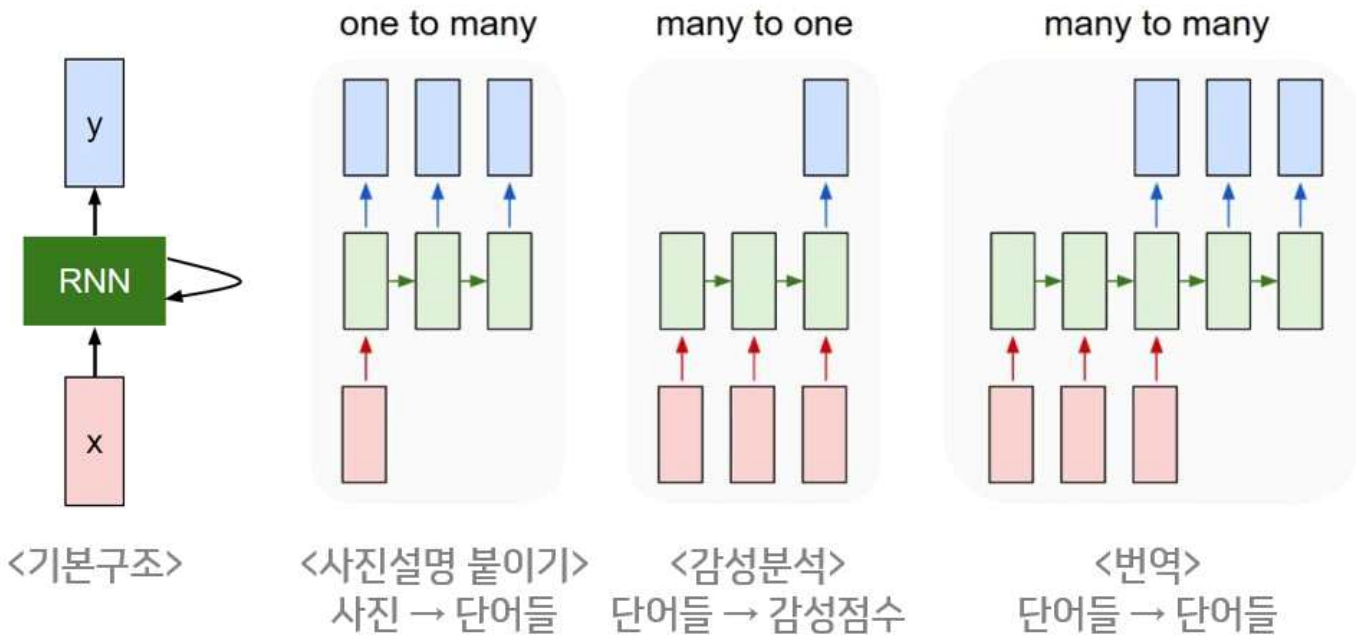 one to many
many to one
many to many
y
RNN
x
<기본구조>
<사진설명 붙이기>
사진 → 단어들
<감성분석>
단어들 → 감성점수
<번역>
단어들 → 단어들